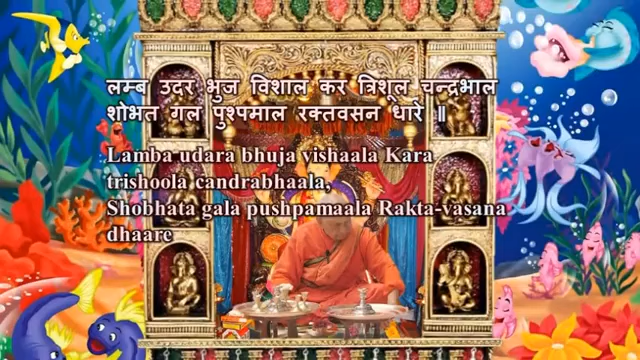 लम्ब उदर भुज विशाल कर त्रिशूल चन्द्रभाल
शोभत गल पुश्पमाल रक्तवसन धारे ॥
Lamba udara bhuja vishaala Kara
trishoola candrabhaala,
Shobhata gala pushpamaala Rakta-vasana
dhaare